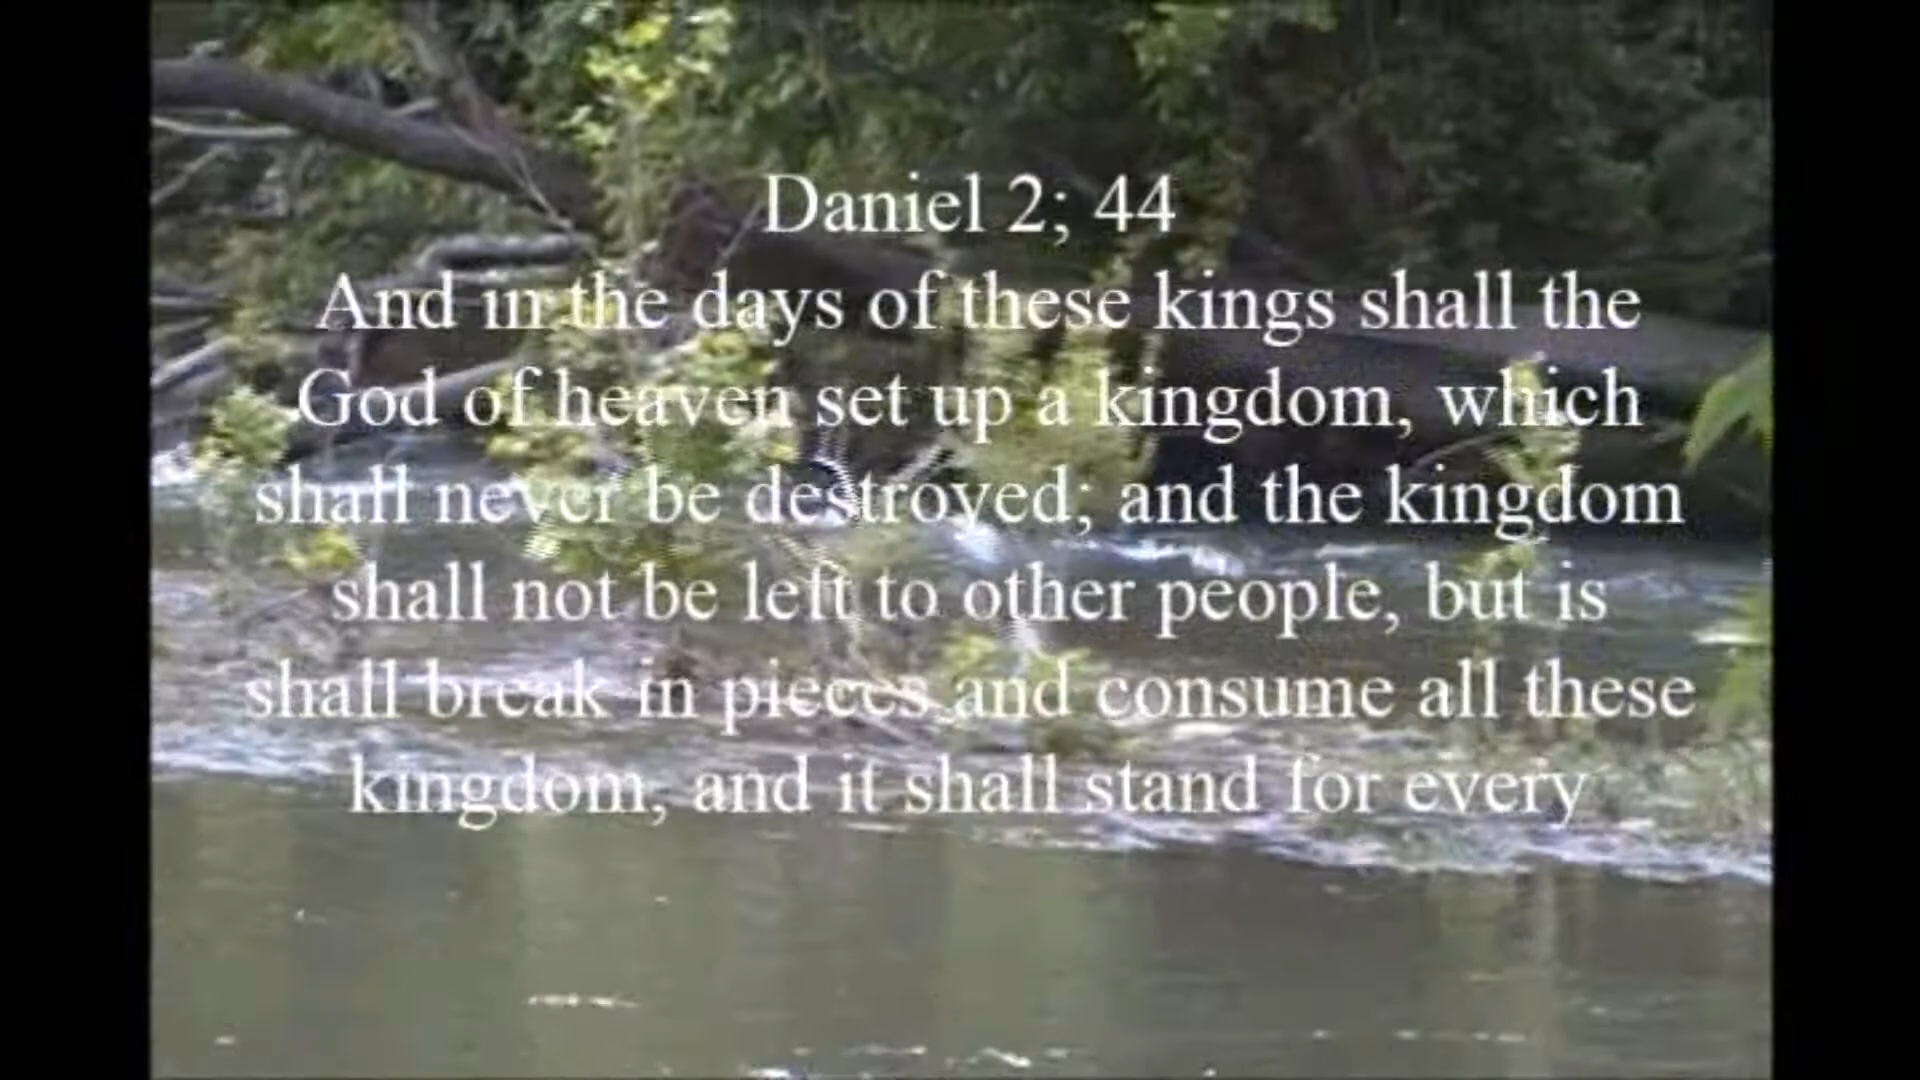 Daniel 2; 44
And in the days of these kings shall the
God of heaven set up a kingdom, which
shall never be destroyed; and the kingdom
shall not be left to other people, but is
shall break in pieces and consume all these
kingdom, and it shall stand for every